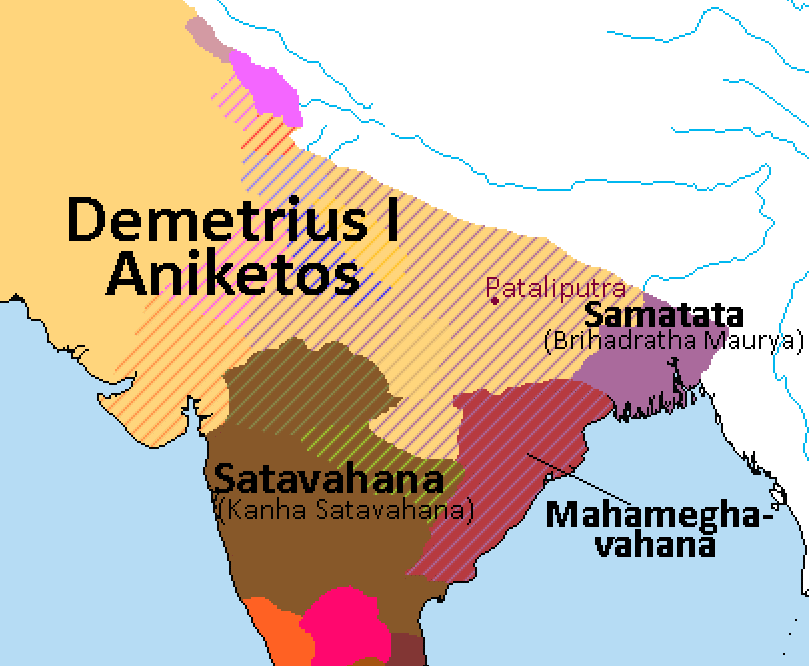 Demetrius I
Aniketos
Pataliputra
Samatata
(Brihadratha Maurya)
Satavahana
(Kanha Satavahana)
Mahamegha-
vahana